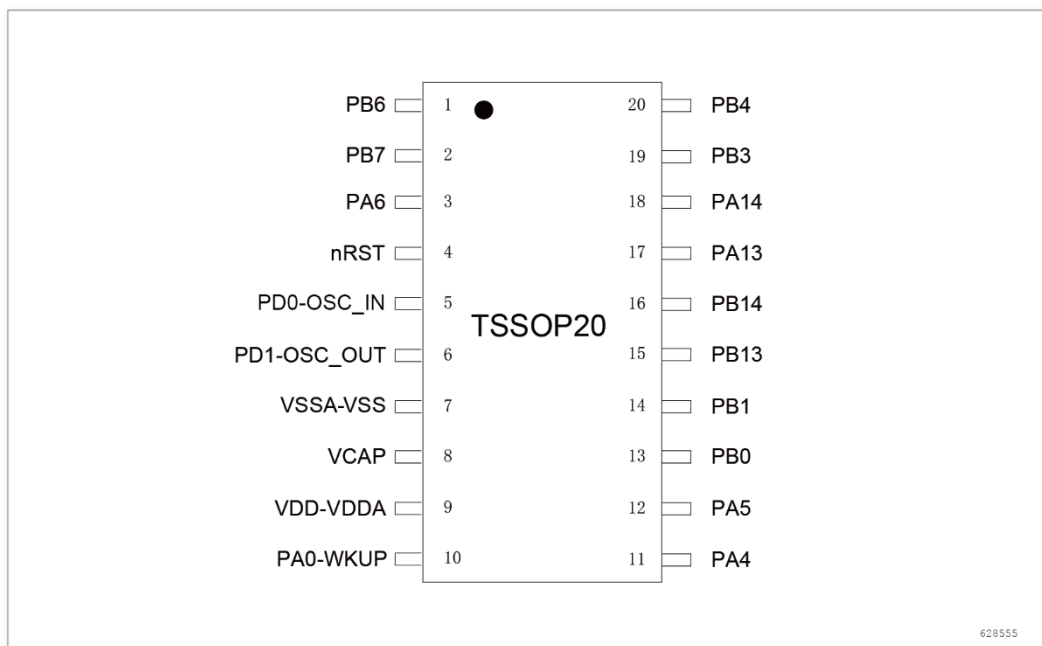 PB6 1 20 PB4
PB7 2 19 PB3
PA6 3 18 PA14
nRST 4 17 PA13
PD0-OSC_IN 5 16 PB14
TSSOP20
PD1-OSC_OUT 6 15 PB13
VSSA-VSS 7 14 PB1
VCAP 8 13 PB0
VDD-VDDA 9 12 PA5
PA0-WKUP 10 11 PA4
628555